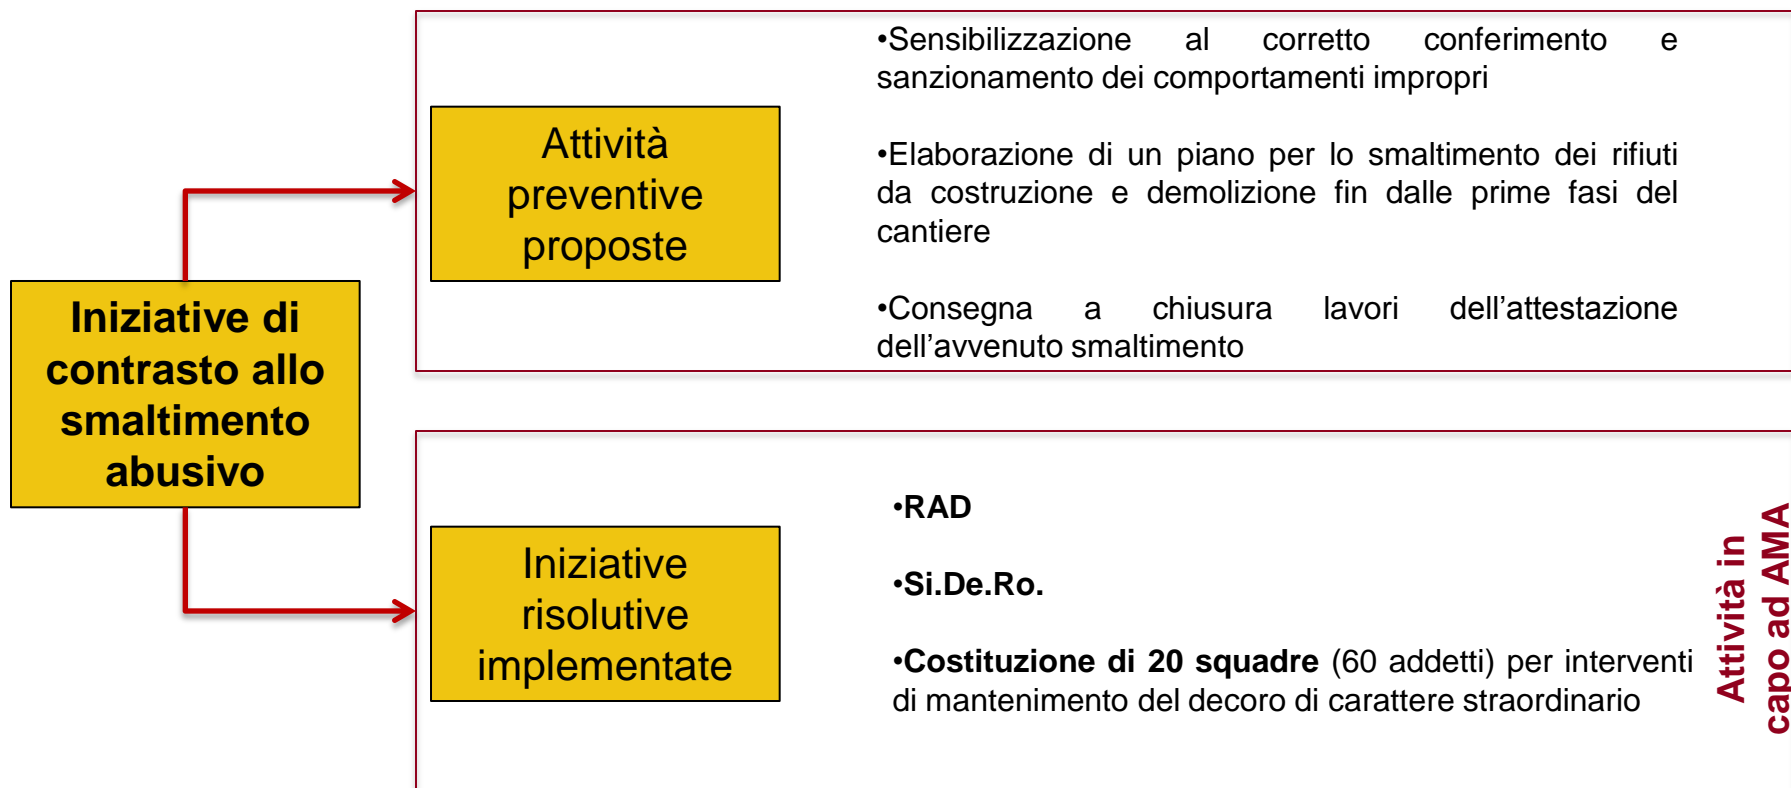 Iniziative di
contrasto allo
smaltimento
abusivo
Attività
preventive
proposte
•Sensibilizzazione al corretto conferimento e
sanzionamento dei comportamenti impropri
•Elaborazione di un piano per lo smaltimento dei rifiuti
da costruzione e demolizione fin dalle prime fasi del
cantiere
•Consegna a chiusura lavori dell’attestazione
dell’avvenuto smaltimento
Iniziative
risolutive
implementate
•RAD
•Si.De.Ro.
•Costituzione di 20 squadre (60 addetti) per interventi
di mantenimento del decoro di carattere straordinario
Attività in
capo ad AMA